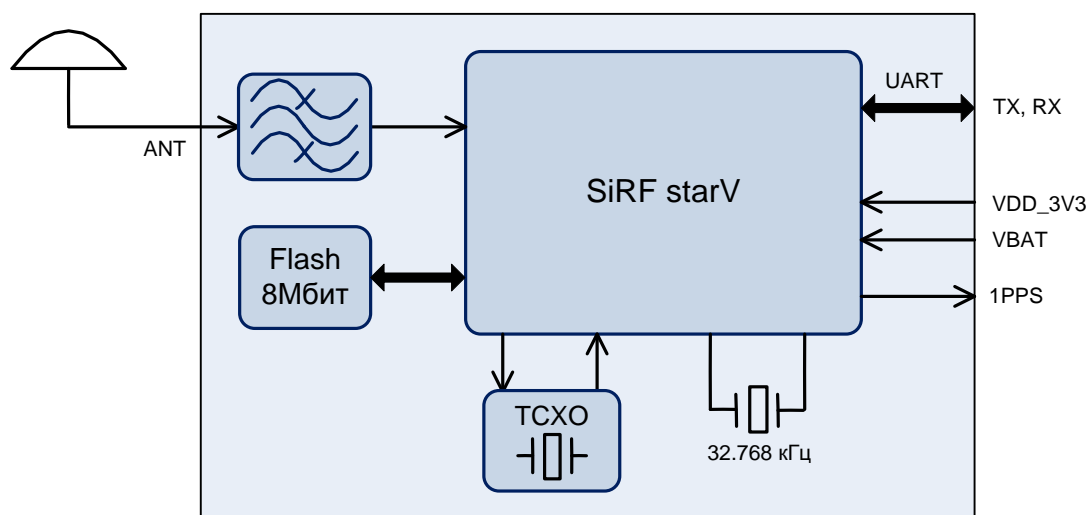 UART
TX, RX
ANT
SiRF starV
VDD_3V3
VBAT
Flash
8Мбит
1PPS
TCXO
32.768 кГц